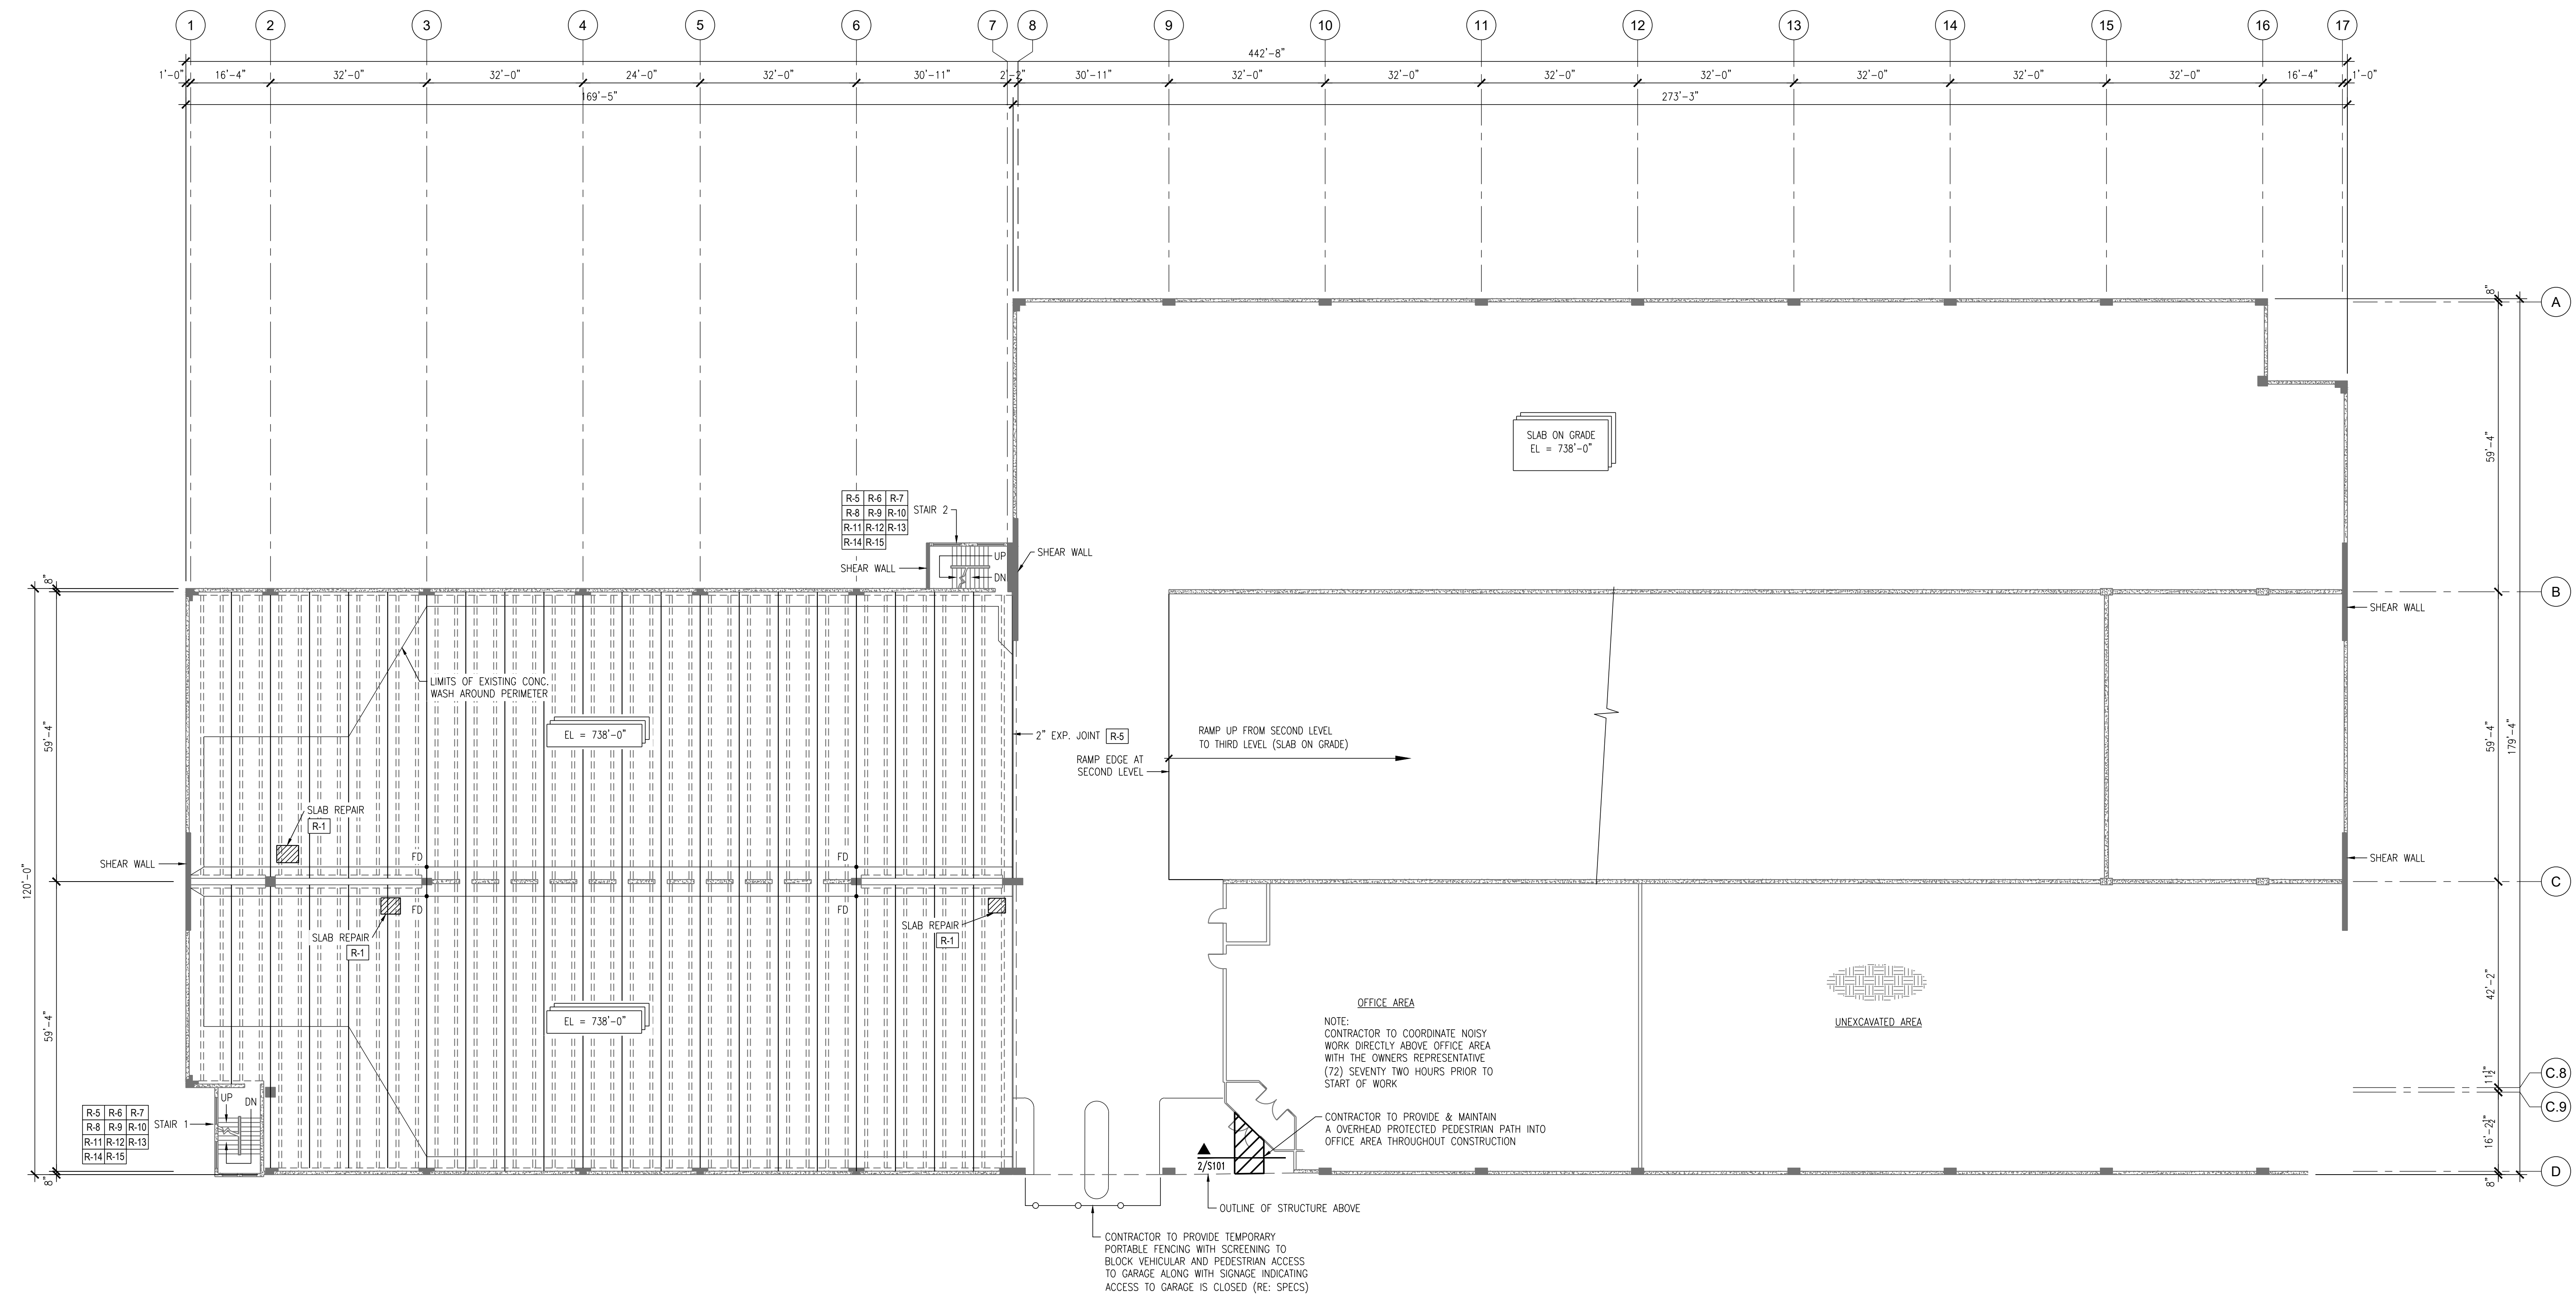 1 2 3 4 5 6 7 8 9 10 11 12 13 14 15 16 17
442'-8"
1'-0" 16'-4" 32'-0" 32'-0" 24'-0" 32'-0" 30'-11" 2'-2" 30'-11" 32'-0" 32'-0" 32'-0" 32'-0" 32'-0" 32'-0" 32'-0" 16'-4" 1'-0"
169'-5" 273'-3"
8"
A
SLAB ON GRADE
EL = 738'-0"
59'-4"
R-5 R-6 R-7
R-8 R-9 R-10
R-11 R-12 R-13
R-14 R-15
STAIR 2
UP
DN
SHEAR WALL
SHEAR WALL
8"
B
SHEAR WALL
LIMITS OF EXISTING CONC.
WASH AROUND PERIMETER
EL = 738'-0"
59'-4"
2" EXP. JOINT R-5
RAMP UP FROM SECOND LEVEL
TO THIRD LEVEL (SLAB ON GRADE)
RAMP EDGE AT
SECOND LEVEL
59'-4"
179'-4"
SLAB REPAIR
R-1
SHEAR WALL
FD
FD
SHEAR WALL
120'-0"
C
FD
FD
SLAB REPAIR
R-1
SLAB REPAIR
R-1
EL = 738'-0"
59'-4"
OFFICE AREA
NOTE:
CONTRACTOR TO COORDINATE NOISY
WORK DIRECTLY ABOVE OFFICE AREA
WITH THE OWNERS REPRESENTATIVE
(72) SEVENTY TWO HOURS PRIOR TO
START OF WORK
UNEXCAVATED AREA
42'-2"
11½"
C.8
C.9
16'-2½"
UP
DN
R-5 R-6 R-7
R-8 R-9 R-10
R-11 R-12 R-13
R-14 R-15
STAIR 1
CONTRACTOR TO PROVIDE & MAINTAIN
A OVERHEAD PROTECTED PEDESTRIAN PATH INTO
OFFICE AREA THROUGHOUT CONSTRUCTION
2/S101
D
8"
8"
OUTLINE OF STRUCTURE ABOVE
CONTRACTOR TO PROVIDE TEMPORARY
PORTABLE FENCING WITH SCREENING TO
BLOCK VEHICULAR AND PEDESTRIAN ACCESS
TO GARAGE ALONG WITH SIGNAGE INDICATING
ACCESS TO GARAGE IS CLOSED (RE: SPECS)